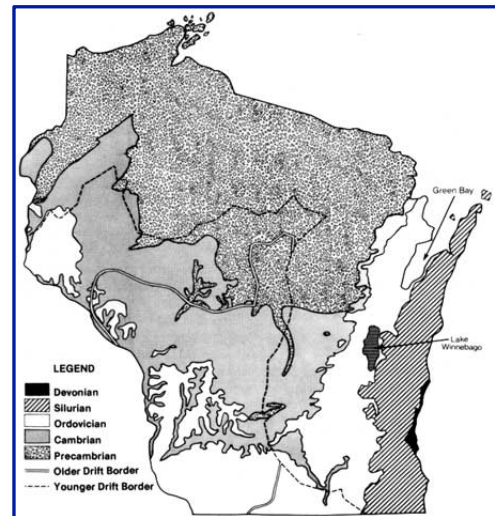 Green Bay
Lake
Winnebago
LEGEND
Devonian
Silurian
Ordovician
Cambrian
Precambrian
Older Drift Border
Younger Drift Border